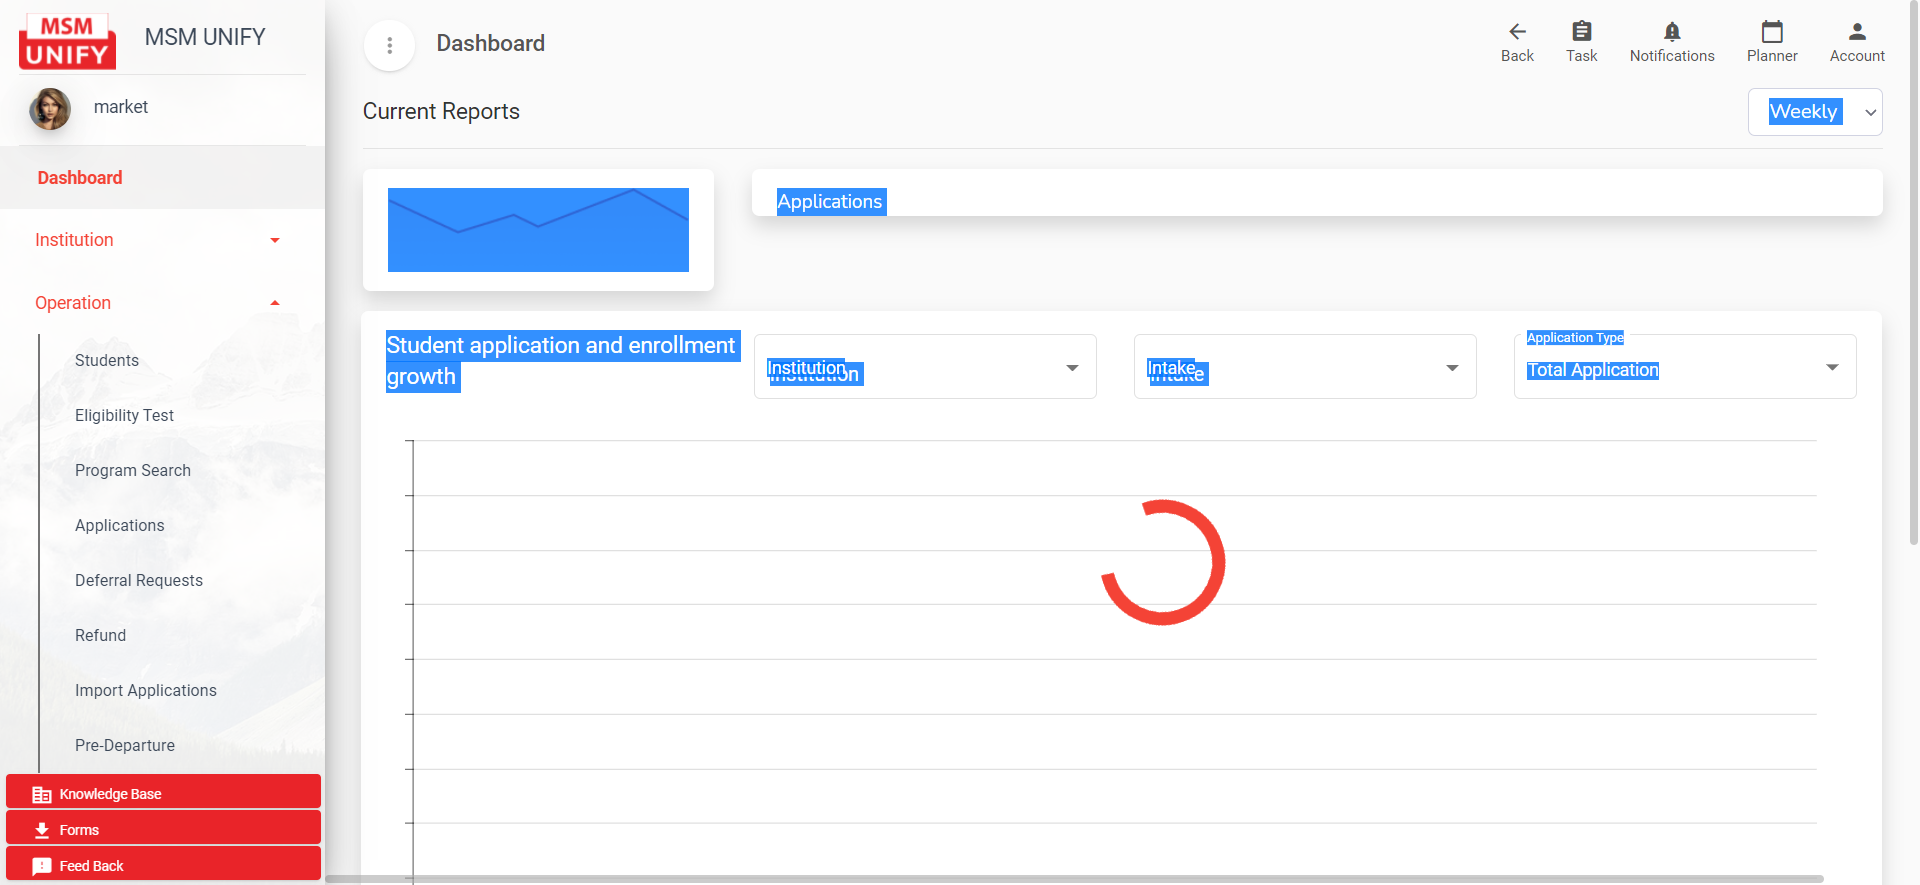 MSM
UNIFY
MSM UNIFY
market
Dashboard
Institution
Operation
Students
Eligibility Test
Program Search
Applications
Deferral Requests
Refund
Import Applications
Pre-Departure
Knowledge Base
Forms
Feed Back
Dashboard
Back
Task
Notifications
Planner
Account
Current Reports
Weekly
Applications
Student application and enrollment
growth
Institution
Institution
Intake
Intake
Application Type
Total Application